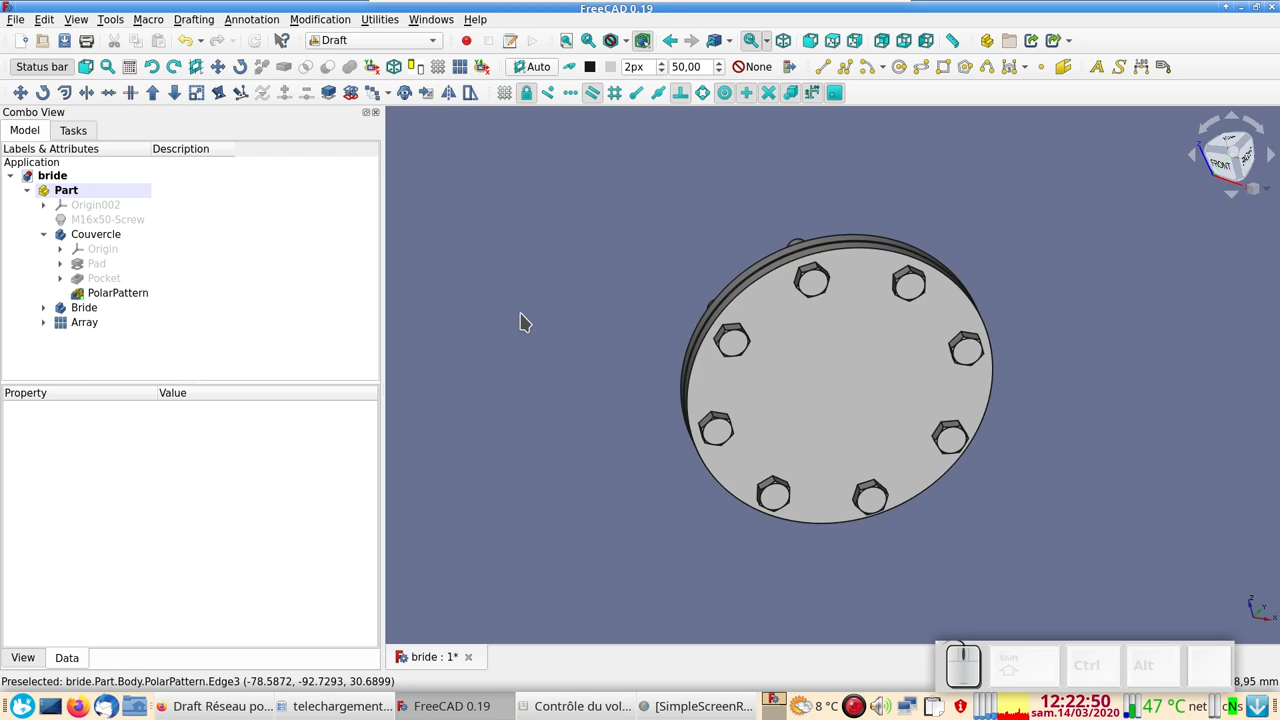 FreeCAD 0.19
File Edit View Tools Macro Drafting Annotation Modification Utilities Windows Help
Draft
Status bar Auto 2px 50,00 None
Combo View
Model Tasks
Labels & Attributes Description
Application
bride
Part
Origin002
M16x50-Screw
Couvercle
Origin
Pad
Pocket
PolarPattern
Bride
Array
FRONT
Z Y X
Property Value
View Data
bride : 1*
Shift Ctrl Alt
Preselected: bride.Part.Body.PolarPattern.Edge3 (-78.5872, -92.7293, 30.6899)
8,95 mm
Draft Réseau po... telechargement... FreeCAD 0.19 Contrôle du vol... [SimpleScreenR...
8 °C
12:22:50
sam.14/03/2020
47 °C net